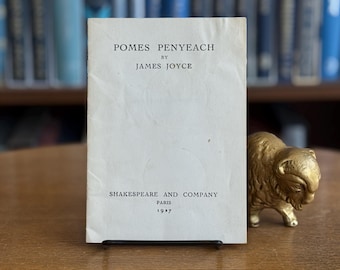 POMES PENYEACH
BY
JAMES JOYCE
SHAKESPEARE AND COMPANY
PARIS
1927